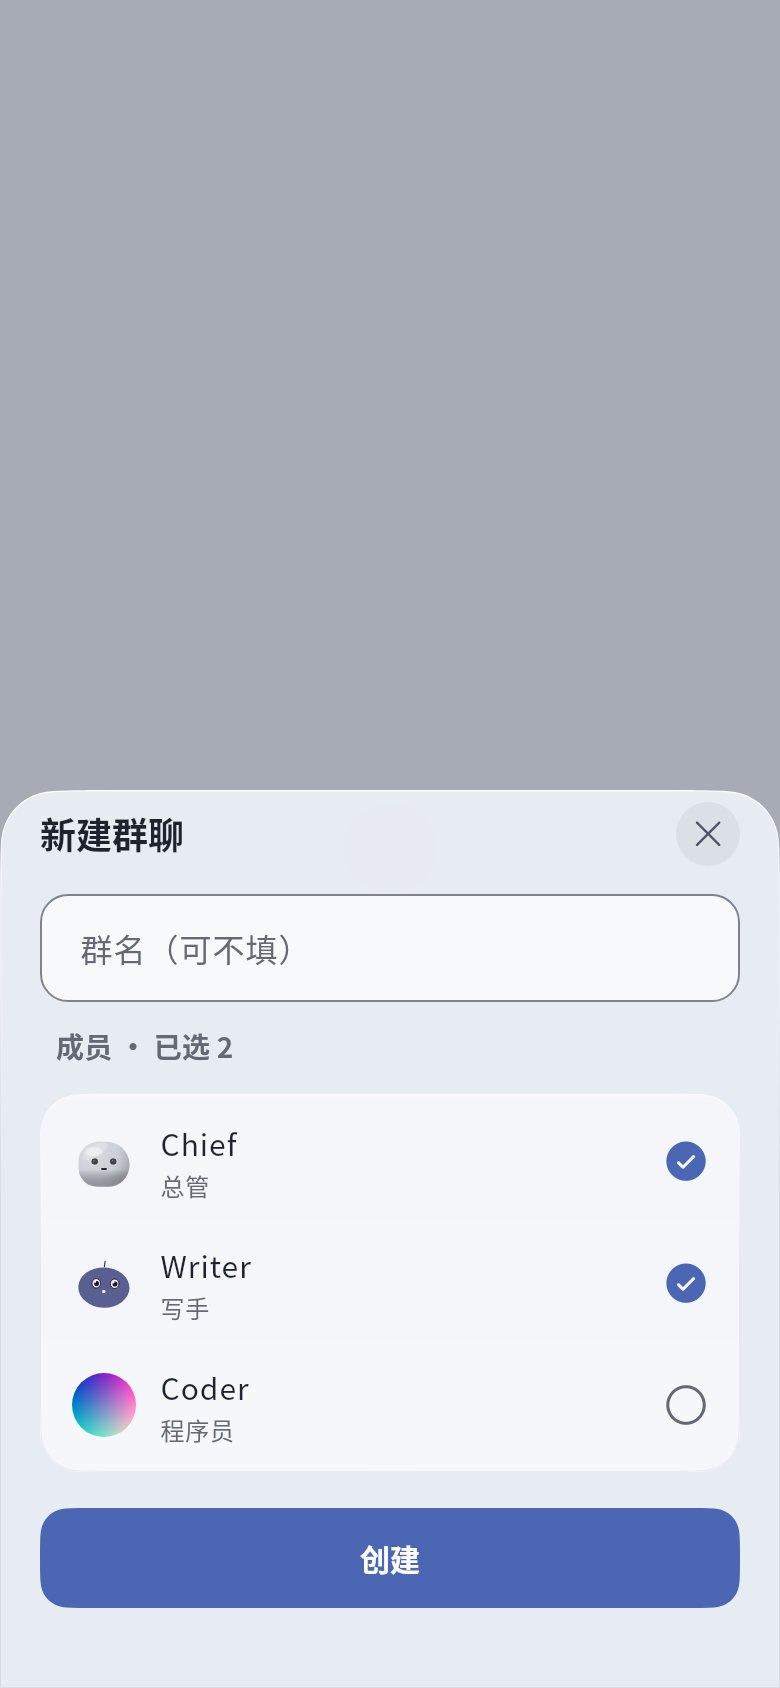 新建群聊
群名（可不填）
成员 · 已选 2
Chief
总管
Writer
写手
Coder
程序员
创建